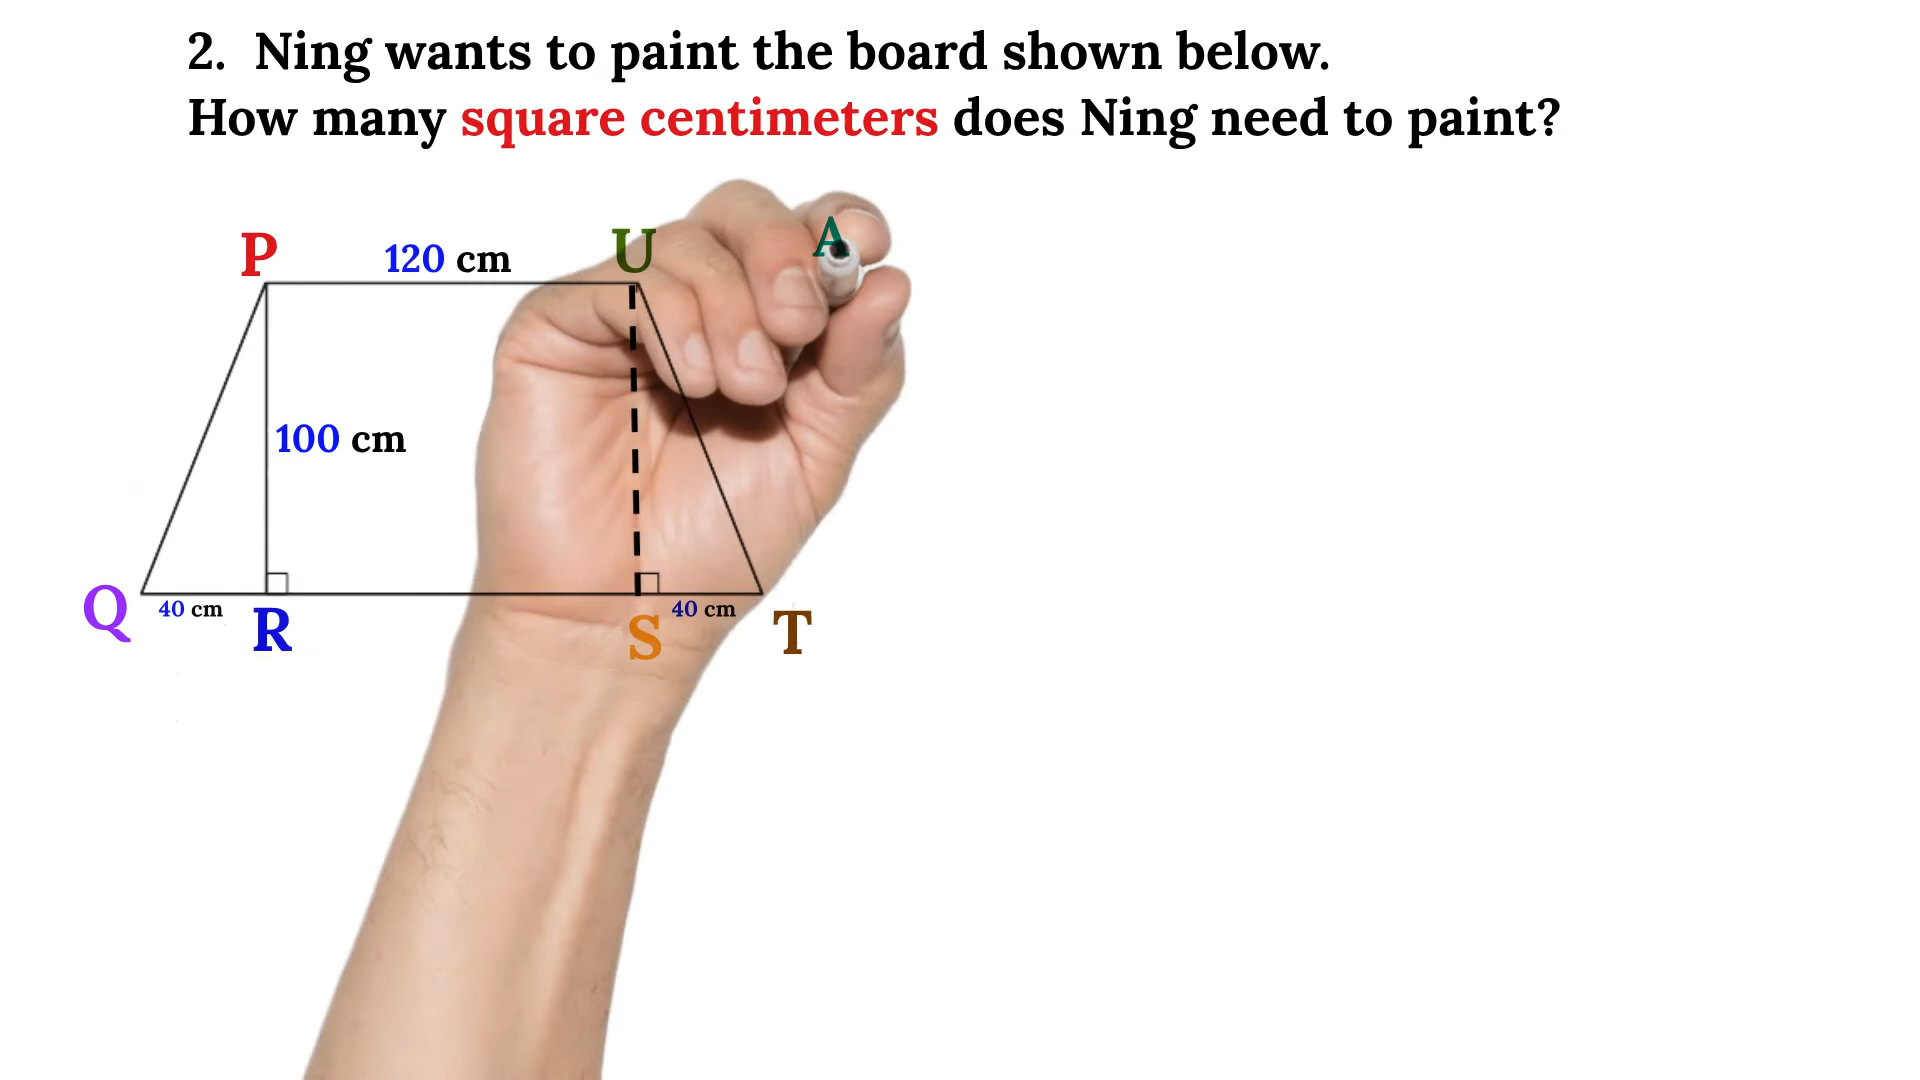 2. Ning wants to paint the board shown below.
How many square centimeters does Ning need to paint?
P 120 cm U A
100 cm
Q 40 cm R S 40 cm T